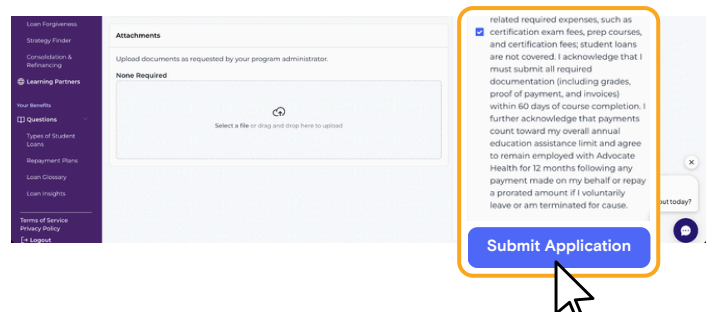 Loan Forgiveness
Strategy Finder
Consolidation &
Refinancing
Learning Partners
Your Benefits
Questions
Types of Student
Loans
Repayment Plans
Loan Glossary
Loan Insights
Terms of Service
Privacy Policy
Logout
Attachments
Upload documents as requested by your program administrator.
None Required
Select a file or drag and drop here to upload
related required expenses, such as
certification exam fees, prep courses,
and certification fees; student loans
are not covered. I acknowledge that I
must submit all required
documentation (including grades,
proof of payment, and invoices)
within 60 days of course completion. I
further acknowledge that payments
count toward my overall annual
education assistance limit and agree
to remain employed with Advocate
Health for 12 months following any
payment made on my behalf or repay
a prorated amount if I voluntarily
leave or am terminated for cause.
Submit Application
today?